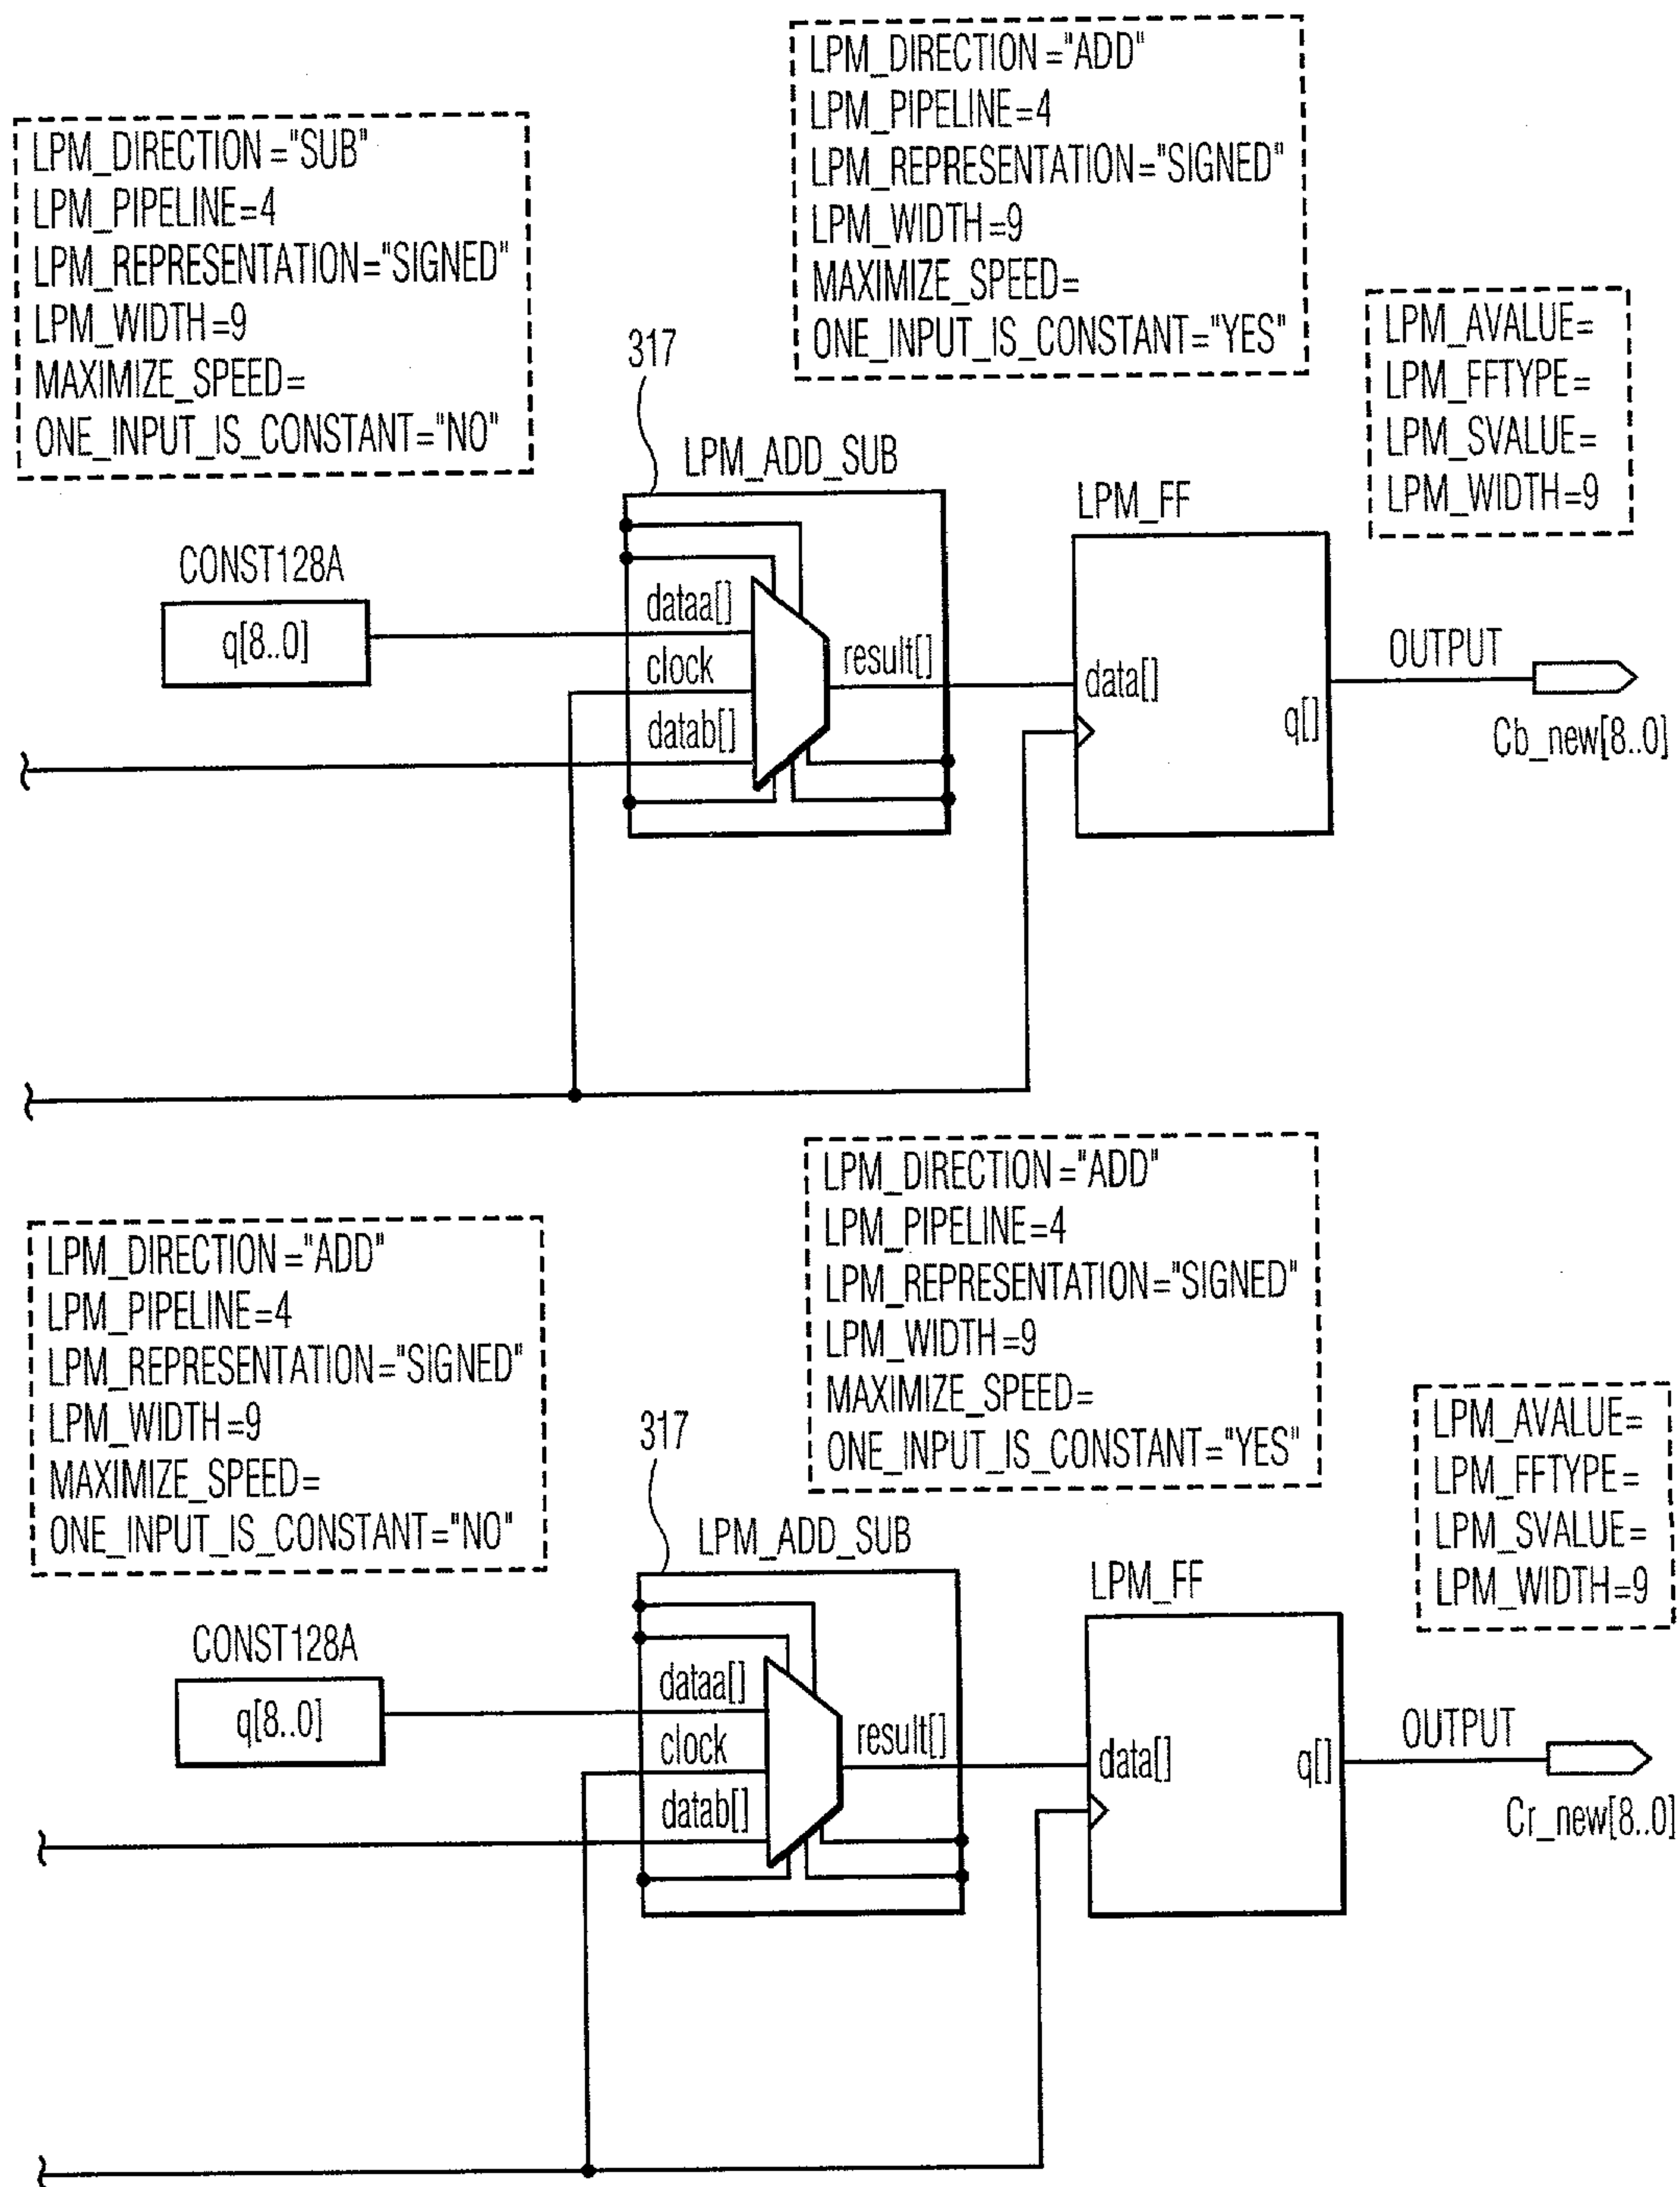 LPM_DIRECTION="ADD"
LPM_PIPELINE=4
LPM_REPRESENTATION="SIGNED"
LPM_WIDTH=9
MAXIMIZE_SPEED=
ONE_INPUT_IS_CONSTANT="YES"
LPM_DIRECTION="SUB"
LPM_PIPELINE=4
LPM_REPRESENTATION="SIGNED"
LPM_WIDTH=9
MAXIMIZE_SPEED=
ONE_INPUT_IS_CONSTANT="NO"
LPM_AVALUE=
LPM_FFTYPE=
LPM_SVALUE=
LPM_WIDTH=9
317
LPM_ADD_SUB
LPM_FF
CONST128A
q[8..0]
dataa[]
clock
datab[]
result[]
data[]
q[]
OUTPUT
Cb_new[8..0]
LPM_DIRECTION="ADD"
LPM_PIPELINE=4
LPM_REPRESENTATION="SIGNED"
LPM_WIDTH=9
MAXIMIZE_SPEED=
ONE_INPUT_IS_CONSTANT="YES"
LPM_DIRECTION="ADD"
LPM_PIPELINE=4
LPM_REPRESENTATION="SIGNED"
LPM_WIDTH=9
MAXIMIZE_SPEED=
ONE_INPUT_IS_CONSTANT="NO"
LPM_AVALUE=
LPM_FFTYPE=
LPM_SVALUE=
LPM_WIDTH=9
317
LPM_ADD_SUB
LPM_FF
CONST128A
q[8..0]
dataa[]
clock
datab[]
result[]
data[]
q[]
OUTPUT
Cr_new[8..0]